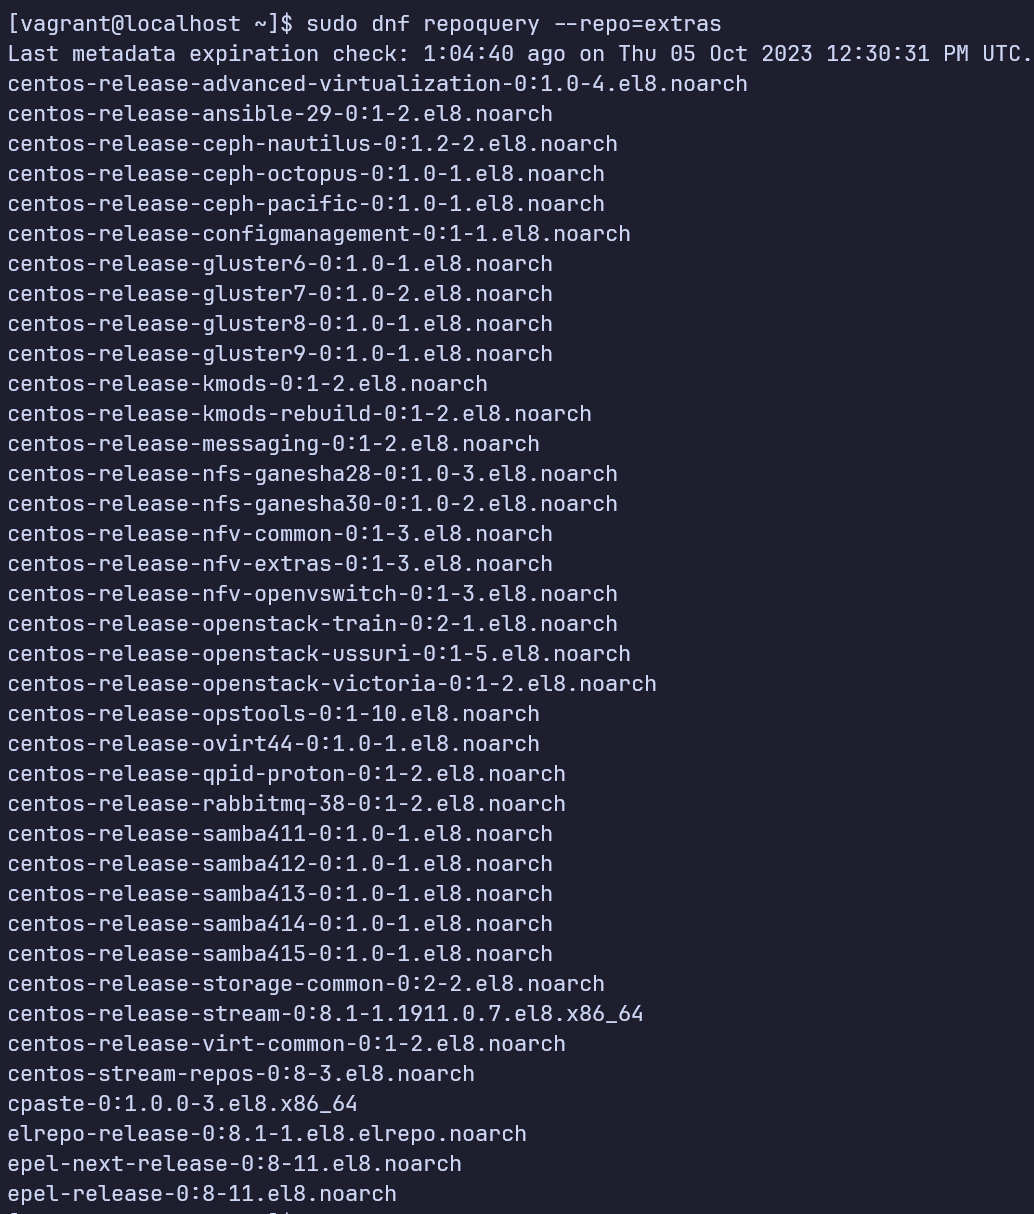 [vagrant@localhost ~]$ sudo dnf repoquery --repo=extras
Last metadata expiration check: 1:04:40 ago on Thu 05 Oct 2023 12:30:31 PM UTC.
centos-release-advanced-virtualization-0:1.0-4.el8.noarch
centos-release-ansible-29-0:1-2.el8.noarch
centos-release-ceph-nautilus-0:1.2-2.el8.noarch
centos-release-ceph-octopus-0:1.0-1.el8.noarch
centos-release-ceph-pacific-0:1.0-1.el8.noarch
centos-release-configmanagement-0:1-1.el8.noarch
centos-release-gluster6-0:1.0-1.el8.noarch
centos-release-gluster7-0:1.0-2.el8.noarch
centos-release-gluster8-0:1.0-1.el8.noarch
centos-release-gluster9-0:1.0-1.el8.noarch
centos-release-kmods-0:1-2.el8.noarch
centos-release-kmods-rebuild-0:1-2.el8.noarch
centos-release-messaging-0:1-2.el8.noarch
centos-release-nfs-ganesha28-0:1.0-3.el8.noarch
centos-release-nfs-ganesha30-0:1.0-2.el8.noarch
centos-release-nfv-common-0:1-3.el8.noarch
centos-release-nfv-extras-0:1-3.el8.noarch
centos-release-nfv-openvswitch-0:1-3.el8.noarch
centos-release-openstack-train-0:2-1.el8.noarch
centos-release-openstack-ussuri-0:1-5.el8.noarch
centos-release-openstack-victoria-0:1-2.el8.noarch
centos-release-opstools-0:1-10.el8.noarch
centos-release-ovirt44-0:1.0-1.el8.noarch
centos-release-qpid-proton-0:1-2.el8.noarch
centos-release-rabbitmq-38-0:1-2.el8.noarch
centos-release-samba411-0:1.0-1.el8.noarch
centos-release-samba412-0:1.0-1.el8.noarch
centos-release-samba413-0:1.0-1.el8.noarch
centos-release-samba414-0:1.0-1.el8.noarch
centos-release-samba415-0:1.0-1.el8.noarch
centos-release-storage-common-0:2-2.el8.noarch
centos-release-stream-0:8.1-1.1911.0.7.el8.x86_64
centos-release-virt-common-0:1-2.el8.noarch
centos-stream-repos-0:8-3.el8.noarch
cpaste-0:1.0.0-3.el8.x86_64
elrepo-release-0:8.1-1.el8.elrepo.noarch
epel-next-release-0:8-11.el8.noarch
epel-release-0:8-11.el8.noarch